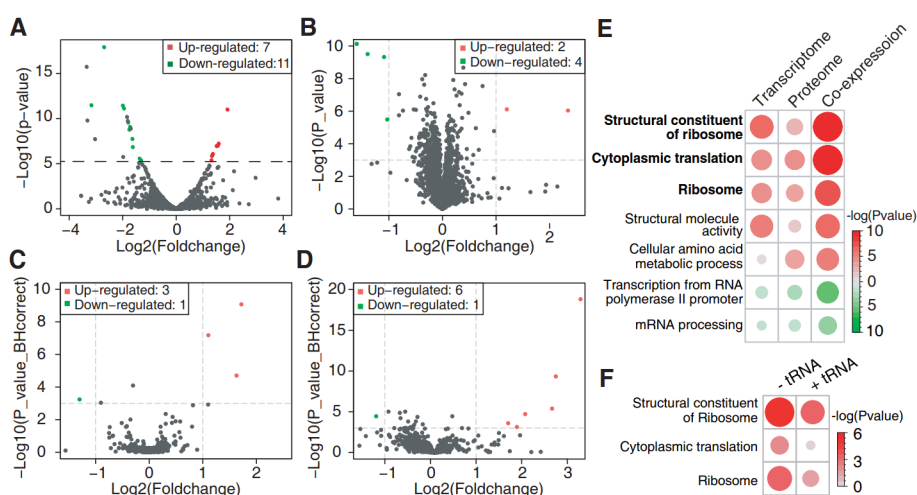 A
Up-regulated: 7
Down-regulated:11
−Log10(p−value)
15
10
5
0
−4
−2
0
2
4
Log2(Foldchange)
B
Up−regulated: 2
Down−regulated: 4
−Log10(P_value)
10
8
6
4
2
0
−1
0
1
2
Log2(Foldchange)
C
Up−regulated: 3
Down−regulated: 1
−Log10(P_value_BHcorrect)
10
8
6
4
2
0
−1
0
1
2
Log2(Foldchange)
D
Up−regulated: 6
Down−regulated: 1
−Log10(P_value_BHcorrect)
20
15
10
5
0
−1
0
1
2
3
Log2(Foldchange)
E
Transcriptome
Proteome
Co-expressoion
Structural constituent
of ribosome
Cytoplasmic translation
Ribosome
Structural molecule
activity
Cellular amino acid
metabolic process
Transcription from RNA
polymerase II promoter
mRNA processing
-log(Pvalue)
10
5
0
5
10
F
- tRNA
+ tRNA
Structural constituent
of Ribosome
Cytoplasmic translation
Ribosome
-log(Pvalue)
6
3
0